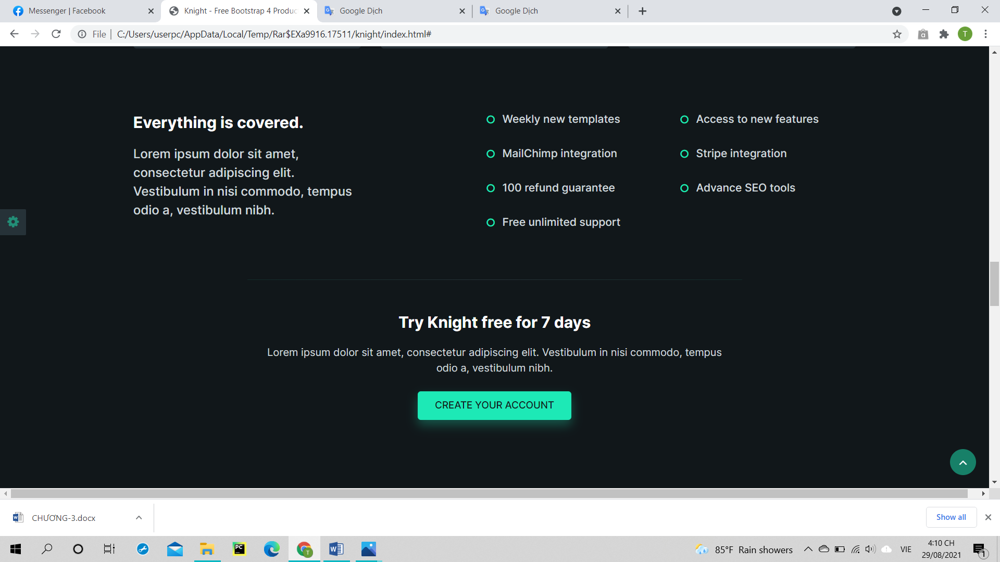 Messenger | Facebook
Knight - Free Bootstrap 4 Produc
Google Dịch
Google Dịch
File
C:/Users/userpc/AppData/Local/Temp/Rar$EXa9916.17511/knight/index.html#
T
Everything is covered.
Lorem ipsum dolor sit amet,
consectetur adipiscing elit.
Vestibulum in nisi commodo, tempus
odio a, vestibulum nibh.
Weekly new templates
MailChimp integration
100 refund guarantee
Free unlimited support
Access to new features
Stripe integration
Advance SEO tools
Try Knight free for 7 days
Lorem ipsum dolor sit amet, consectetur adipiscing elit. Vestibulum in nisi commodo, tempus
odio a, vestibulum nibh.
CREATE YOUR ACCOUNT
CHƯƠNG-3.docx
Show all
PC
T
W
85°F Rain showers
VIE
4:10 CH
29/08/2021
1